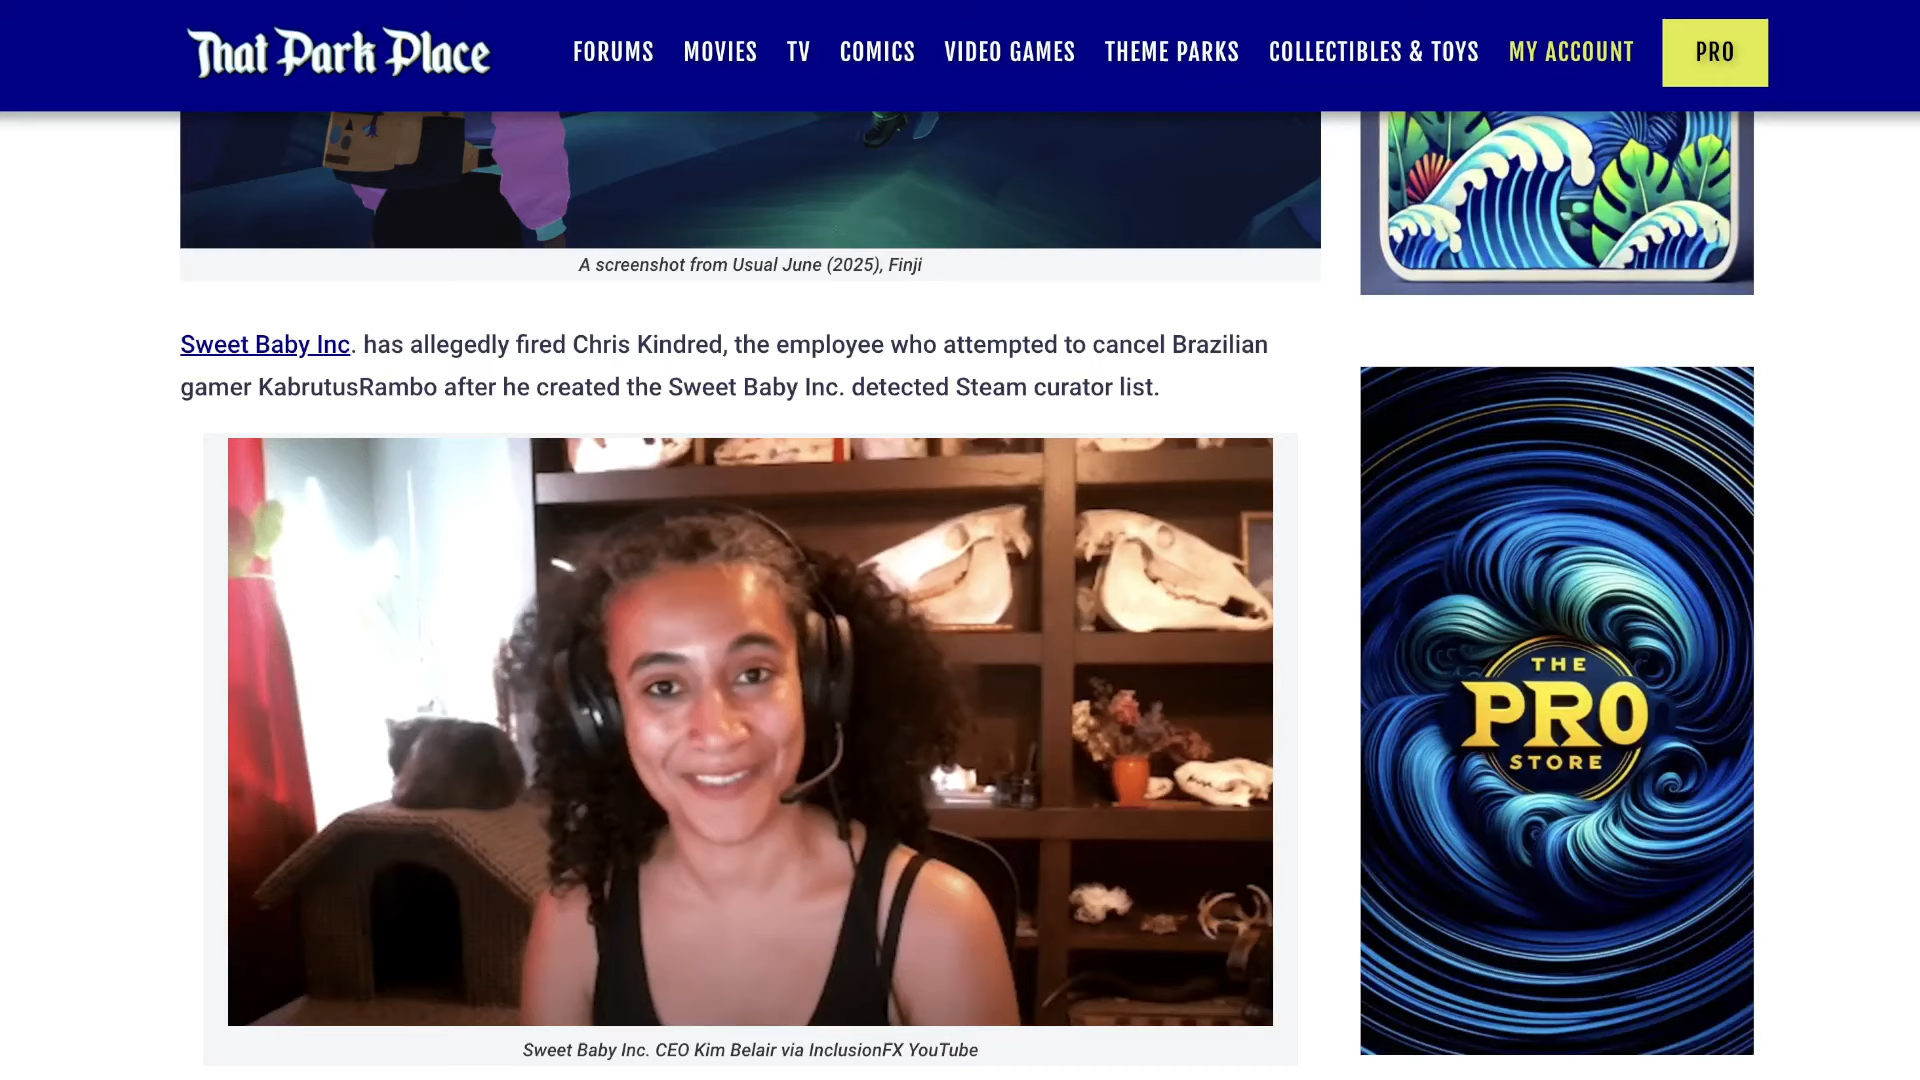 That Park Place
FORUMS MOVIES TV COMICS VIDEO GAMES THEME PARKS COLLECTIBLES & TOYS MY ACCOUNT PRO
A screenshot from Usual June (2025), Finji
Sweet Baby Inc. has allegedly fired Chris Kindred, the employee who attempted to cancel Brazilian
gamer KabrutusRambo after he created the Sweet Baby Inc. detected Steam curator list.
Sweet Baby Inc. CEO Kim Belair via InclusionFX YouTube
THE
PRO
STORE